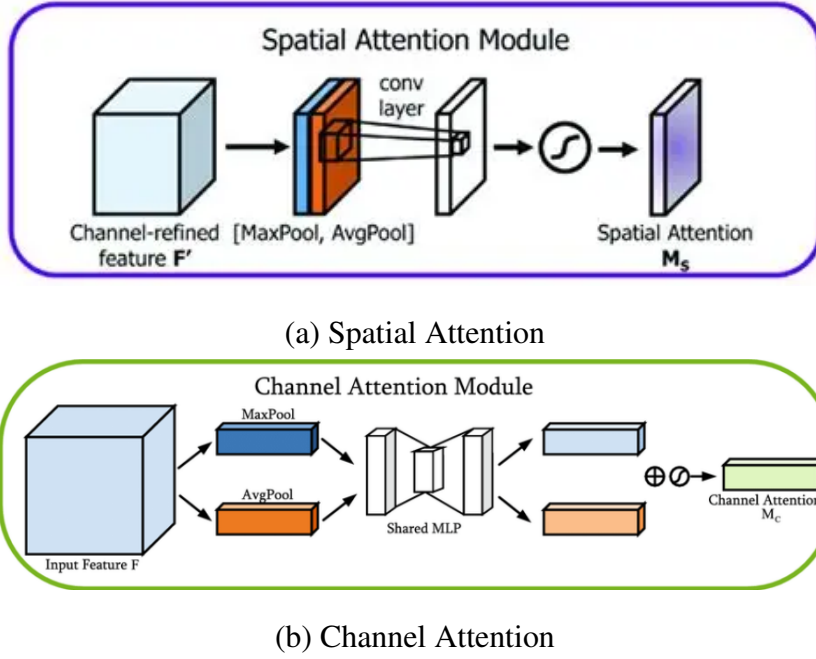 Spatial Attention Module
conv
layer
Channel-refined
feature F'
[MaxPool, AvgPool]
Spatial Attention
Ms
(a) Spatial Attention
Channel Attention Module
MaxPool
AvgPool
Input Feature F
Shared MLP
Channel Attention
Mc
(b) Channel Attention